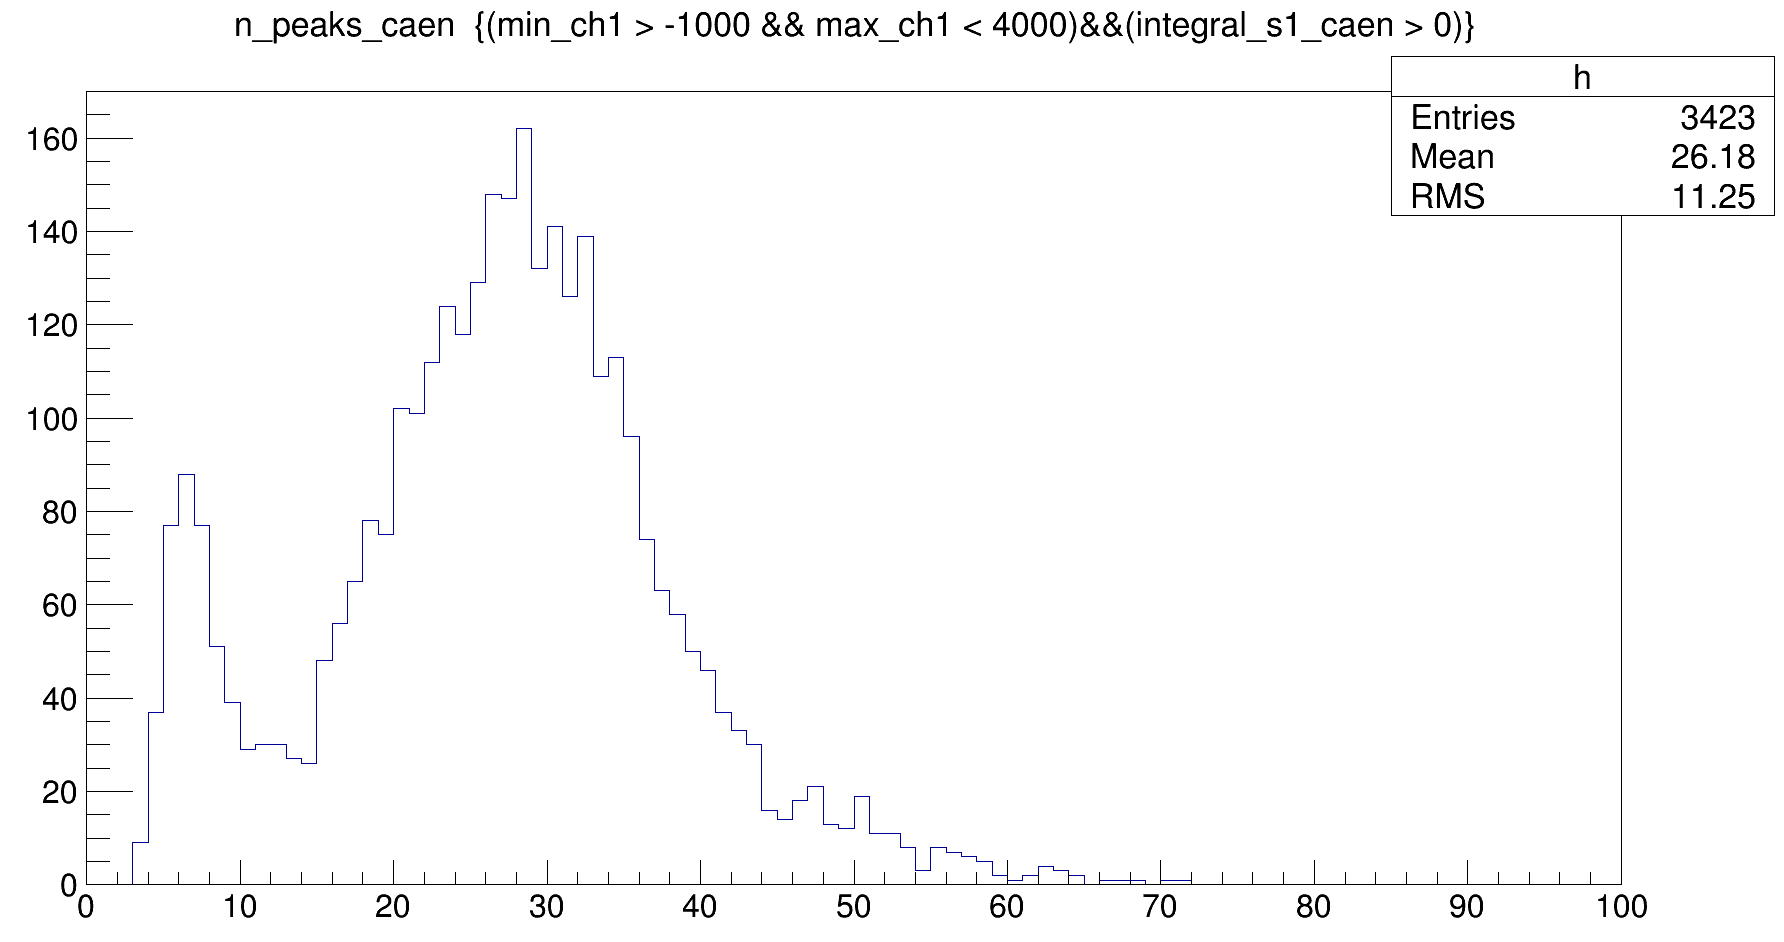 n_peaks_caen {(min_ch1 > -1000 && max_ch1 < 4000)&&(integral_s1_caen > 0)}
h
Entries 3423
Mean 26.18
RMS 11.25
160
140
120
100
80
60
40
20
0
0 10 20 30 40 50 60 70 80 90 100